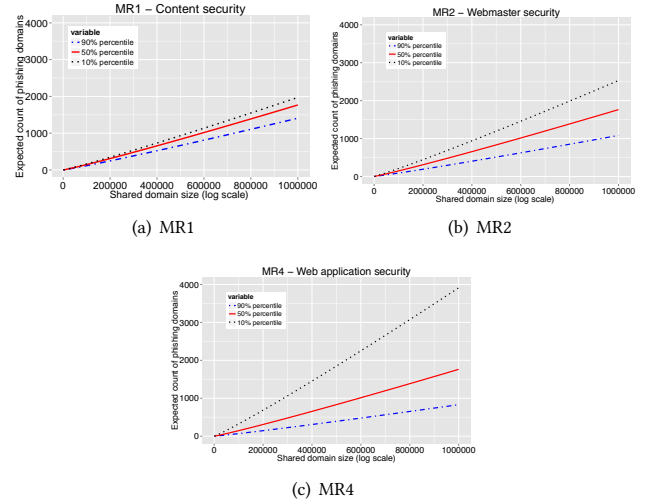 MR1 – Content security
Expected count of phishing domains
4000
3000
2000
1000
0
variable
90% percentile
50% percentile
10% percentile
0 200000 400000 600000 800000 1000000
Shared domain size (log scale)
(a) MR1
MR2 – Webmaster security
Expected count of phishing domains
4000
3000
2000
1000
0
variable
90% percentile
50% percentile
10% percentile
0 200000 400000 600000 800000 1000000
Shared domain size (log scale)
(b) MR2
MR4 – Web application security
Expected count of phishing domains
4000
3000
2000
1000
0
variable
90% percentile
50% percentile
10% percentile
0 200000 400000 600000 800000 1000000
Shared domain size (log scale)
(c) MR4